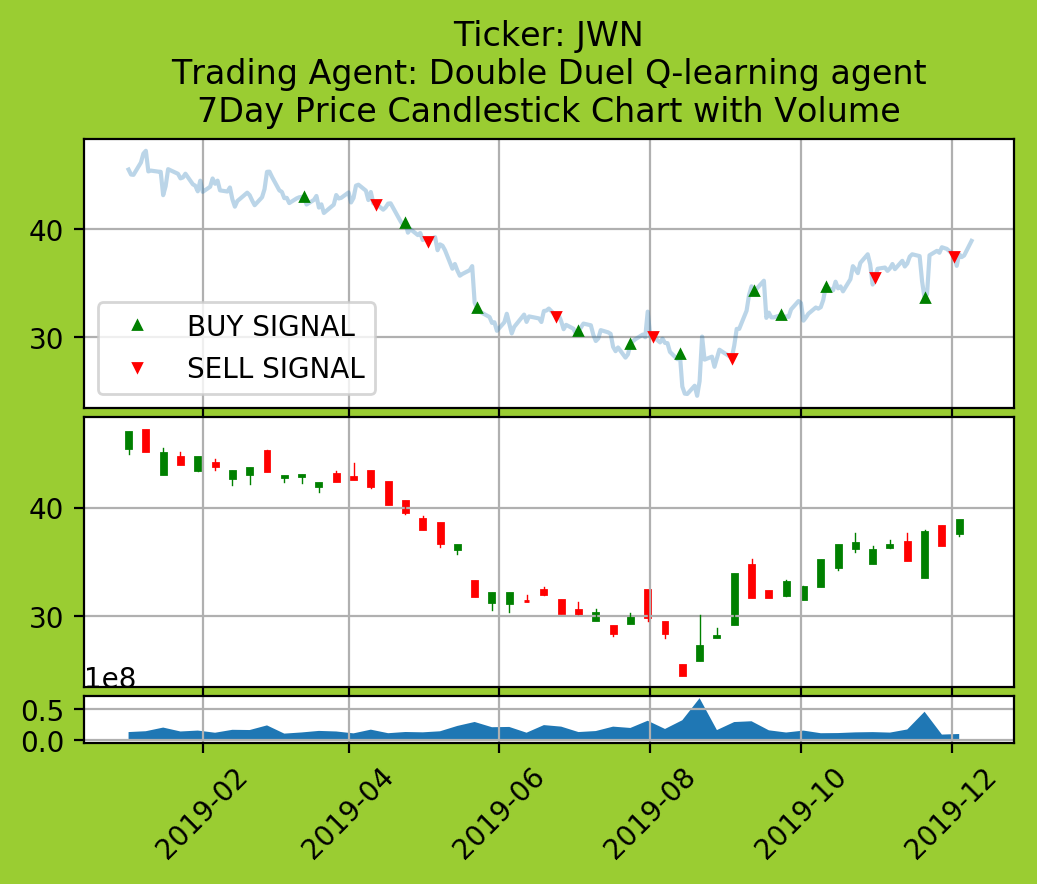 Ticker: JWN
Trading Agent: Double Duel Q-learning agent
7Day Price Candlestick Chart with Volume
40
30
BUY SIGNAL
SELL SIGNAL
40
30
1e8
0.5
0.0
2019-02
2019-04
2019-06
2019-08
2019-10
2019-12